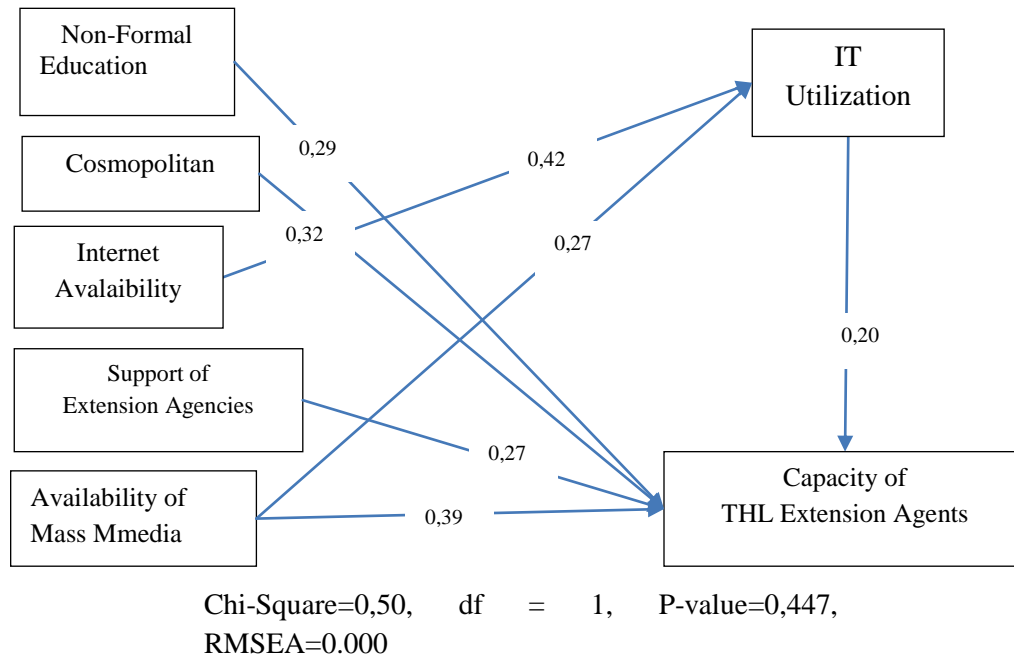 Non-Formal
Education
Cosmopolitan
Internet
Avalaibility
Support of
Extension Agencies
Availability of
Mass Mmedia
0,29
0,32
0,42
0,27
0,27
0,39
IT
Utilization
0,20
Capacity of
THL Extension Agents
Chi-Square=0,50, df = 1, P-value=0,447,
RMSEA=0.000